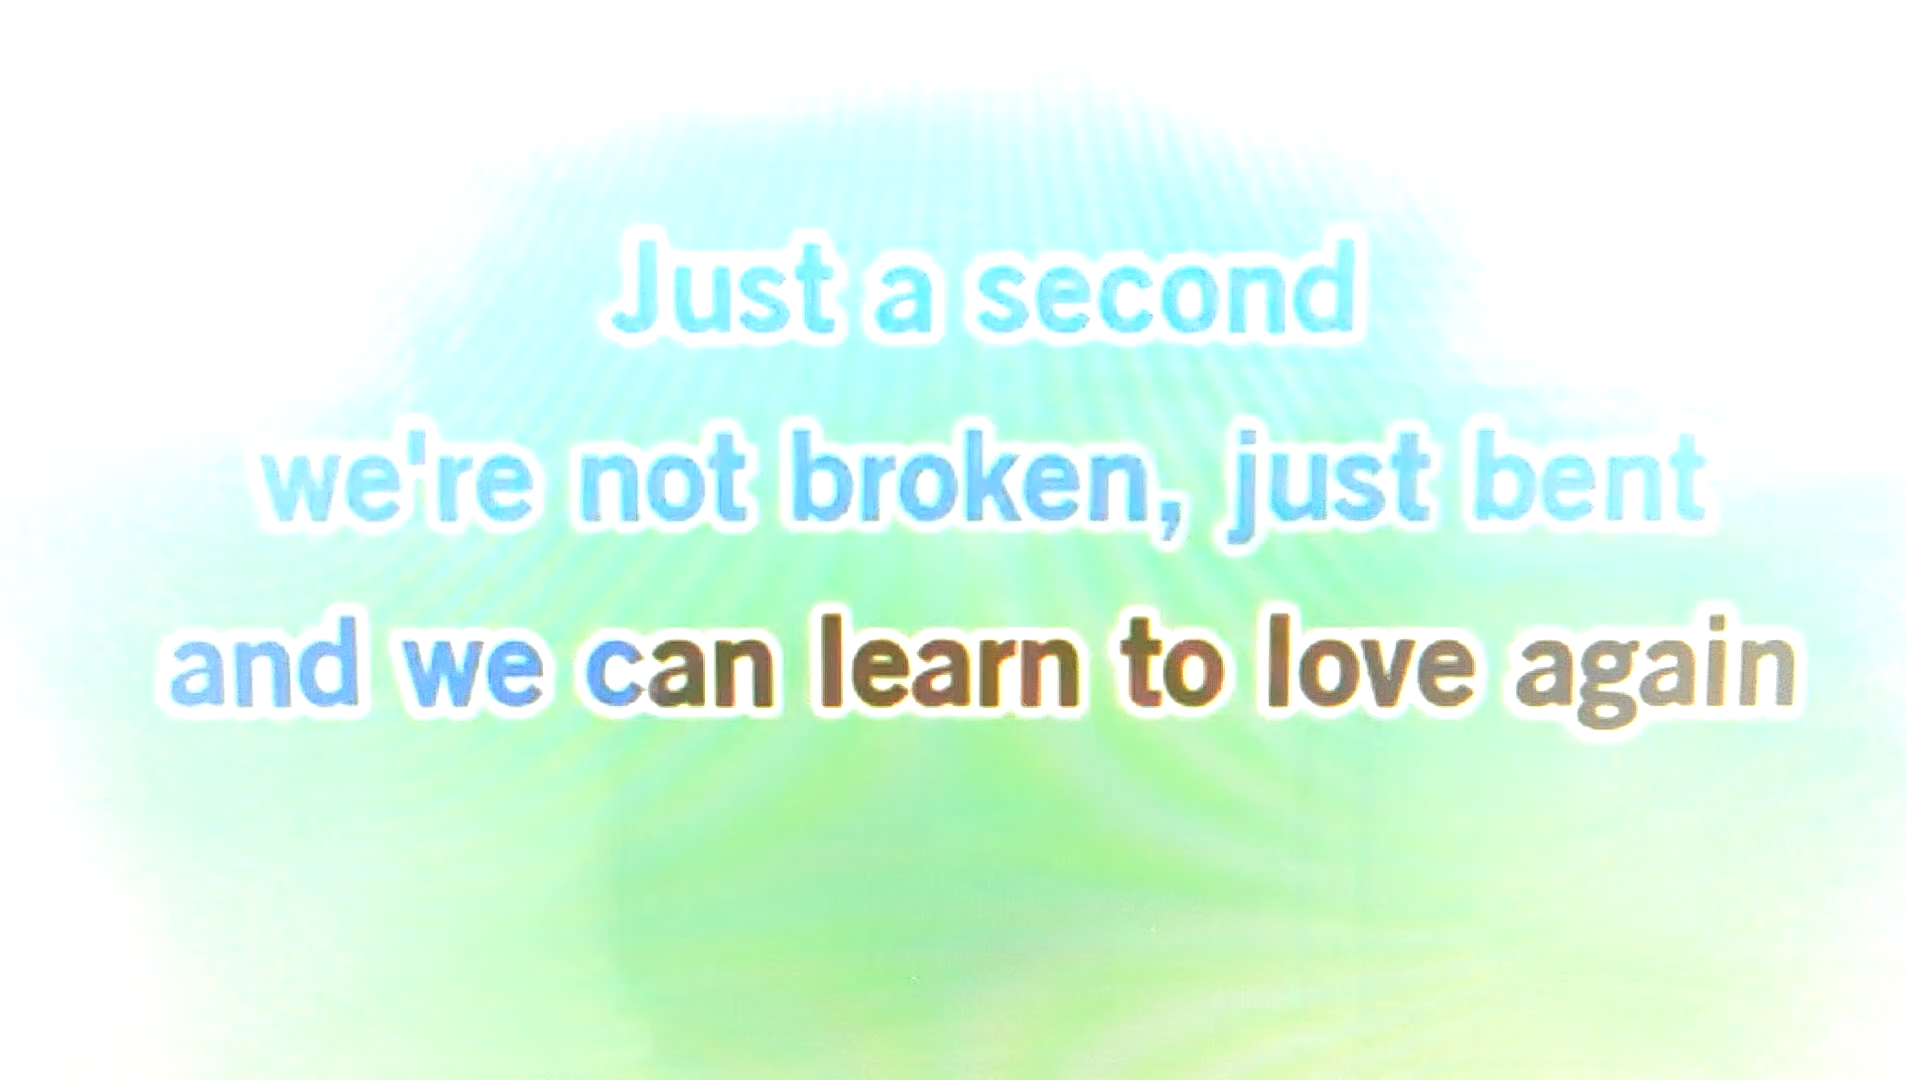 Just a second
we're not broken, just bent
and we can learn to love again